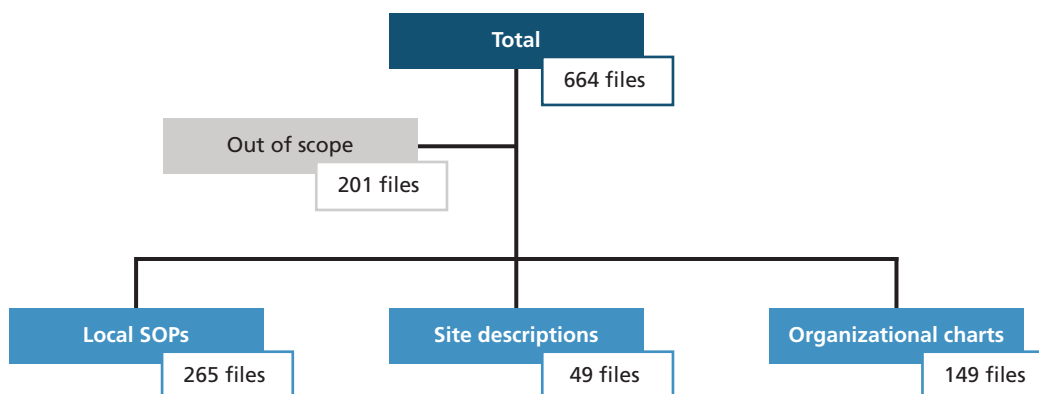 Total
664 files
Out of scope
201 files
Local SOPs
265 files
Site descriptions
49 files
Organizational charts
149 files